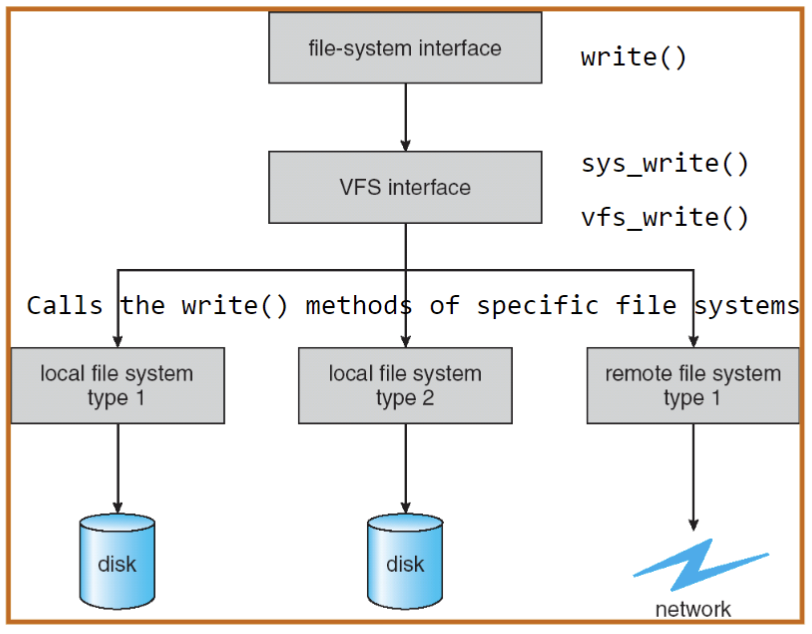 file-system interface
write()
VFS interface
sys_write()
vfs_write()
Calls the write() methods of specific file systems
local file system
type 1
local file system
type 2
remote file system
type 1
disk
disk
network